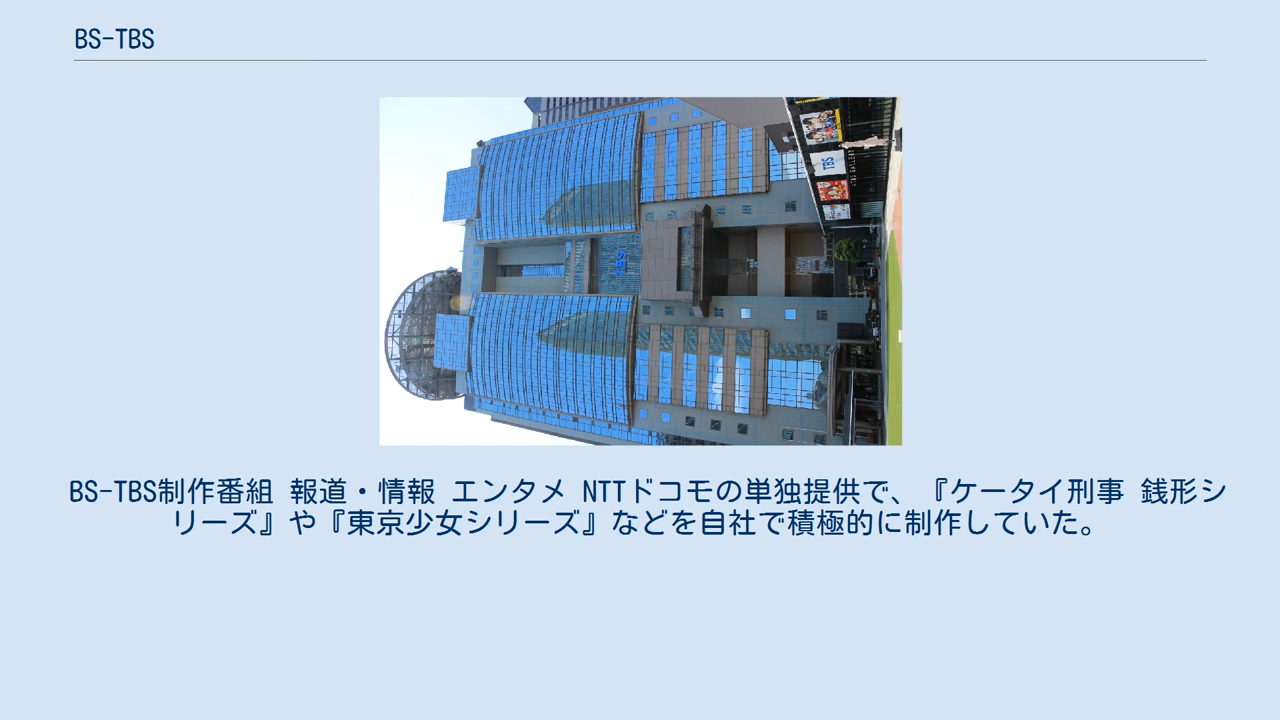 BS-TBS
TBS
TBS
BS-TBS制作番組 報道・情報 エンタメ NTTドコモの単独提供で、『ケータイ刑事 銭形シ
リーズ』や『東京少女シリーズ』などを自社で積極的に制作していた。